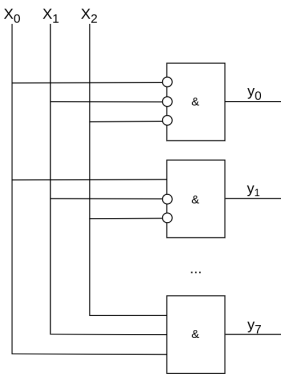 X₀ X₁ X₂
& y₀
& y₁
...
& y₇